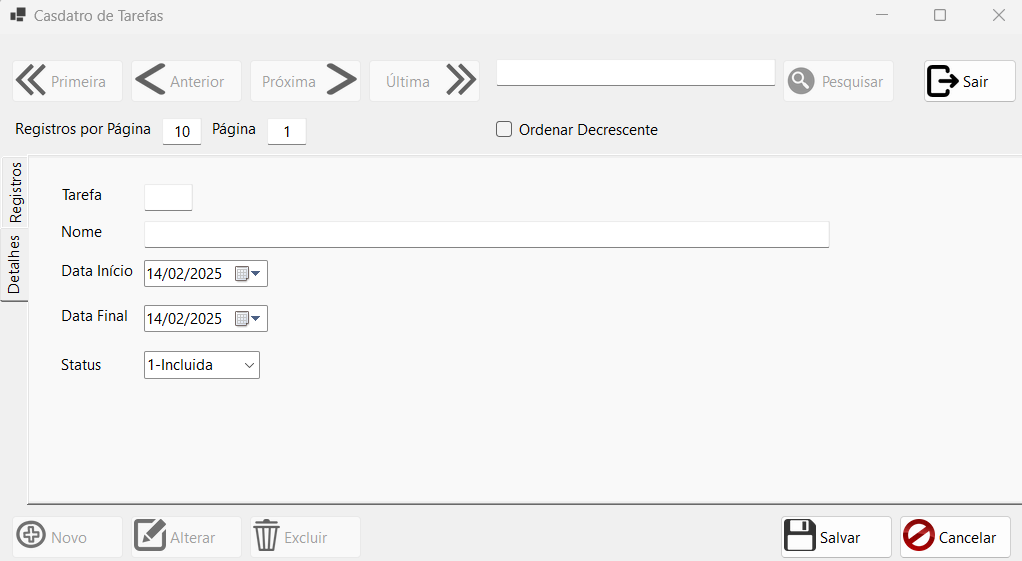 Casdatro de Tarefas
Primeira Anterior Próxima Última Pesquisar Sair
Registros por Página 10 Página 1 Ordenar Decrescente
Registros
Detalhes
Tarefa
Nome
Data Início 14/02/2025
Data Final 14/02/2025
Status 1-Incluida
Novo Alterar Excluir Salvar Cancelar